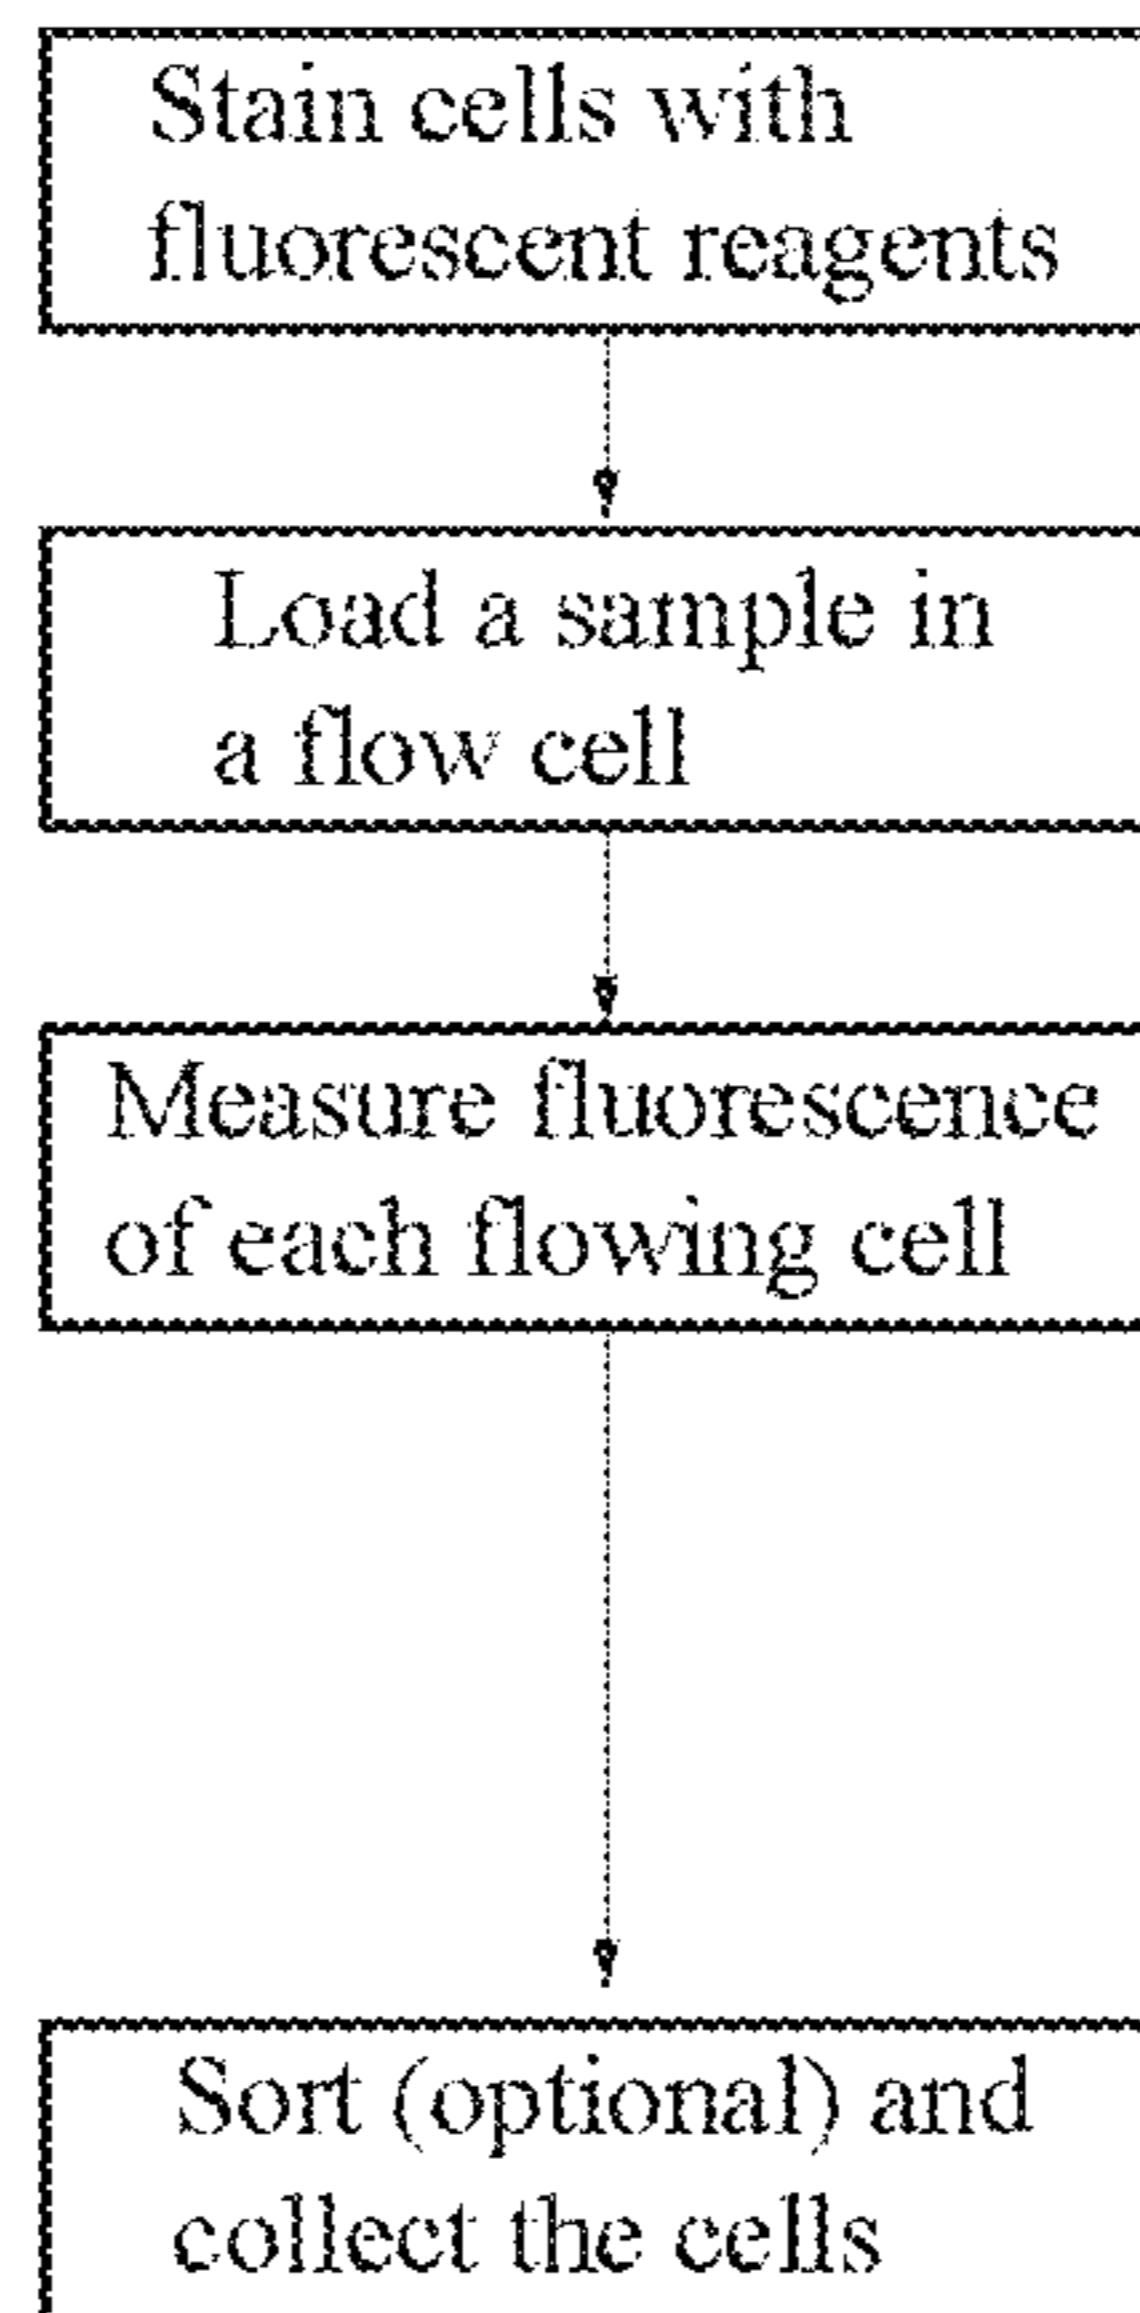 Stain cells with
fluorescent reagents
Load a sample in
a flow cell
Measure fluorescence
of each flowing cell
Sort (optional) and
collect the cells